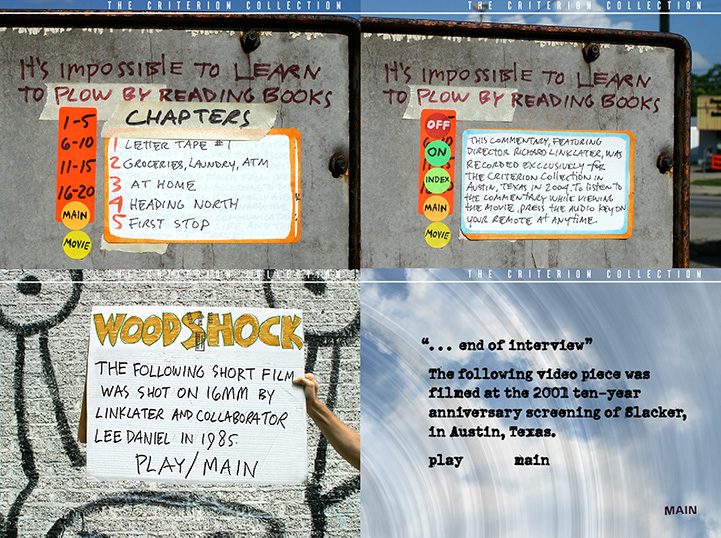 THE CRITERION COLLECTION
It's IMPOSSIBLE TO LEARN
TO PLOW BY READING BOOKS
CHAPTERS
1-5
6-10
11-15
16-20
MAIN
MOVIE
1 LETTER TAPE #1
2 GROCERIES, LAUNDRY, ATM
3 AT HOME
4 HEADING NORTH
5 FIRST STOP
THE CRITERION COLLECTION
It's IMPOSSIBLE TO LEARN
TO PLOW BY READING BOOKS
OFF
ON
INDEX
MAIN
MOVIE
THIS COMMENTARY, FEATURING
DIRECTOR RICHARD LINKLATER, WAS
RECORDED EXCLUSIVELY FOR
THE CRITERION COLLECTION IN
AUSTIN, TEXAS IN 2004. TO LISTEN TO
THE COMMENTARY WHILE VIEWING
THE MOVIE, PRESS THE AUDIO KEY ON
YOUR REMOTE AT ANYTIME.
THE CRITERION COLLECTION
WOODSHOCK
THE FOLLOWING SHORT FILM
WAS SHOT ON 16MM BY
LINKLATER AND COLLABORATOR
LEE DANIEL IN 1985.
PLAY/MAIN
THE CRITERION COLLECTION
"... end of interview"
The following video piece was
filmed at the 2001 ten-year
anniversary screening of Slacker,
in Austin, Texas.
play main
MAIN